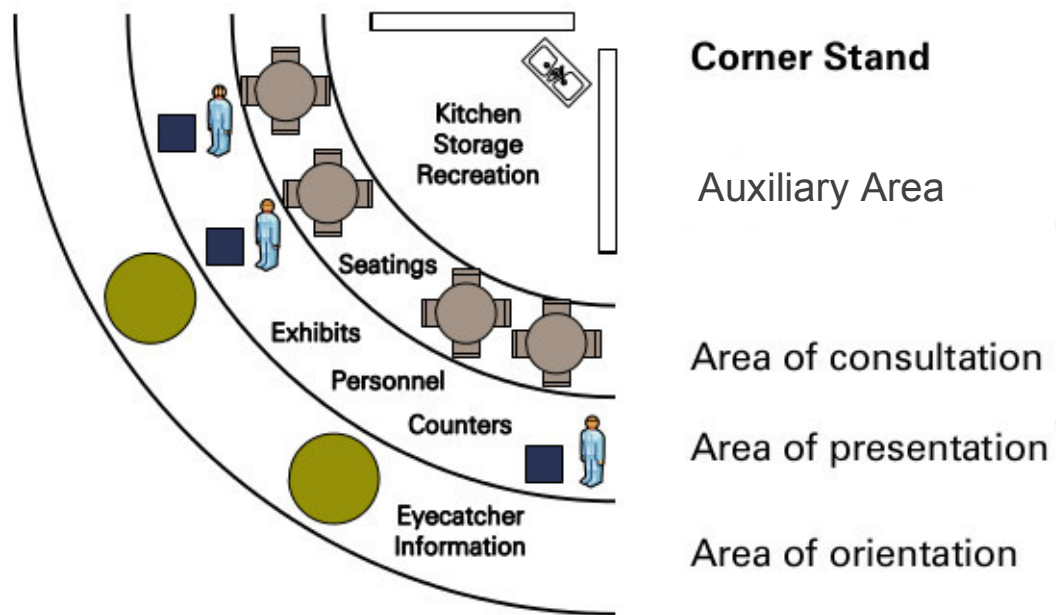 Corner Stand
Kitchen
Storage
Recreation
Auxiliary Area
Seatings
Area of consultation
Exhibits
Personnel
Counters
Area of presentation
Eyecatcher
Information
Area of orientation